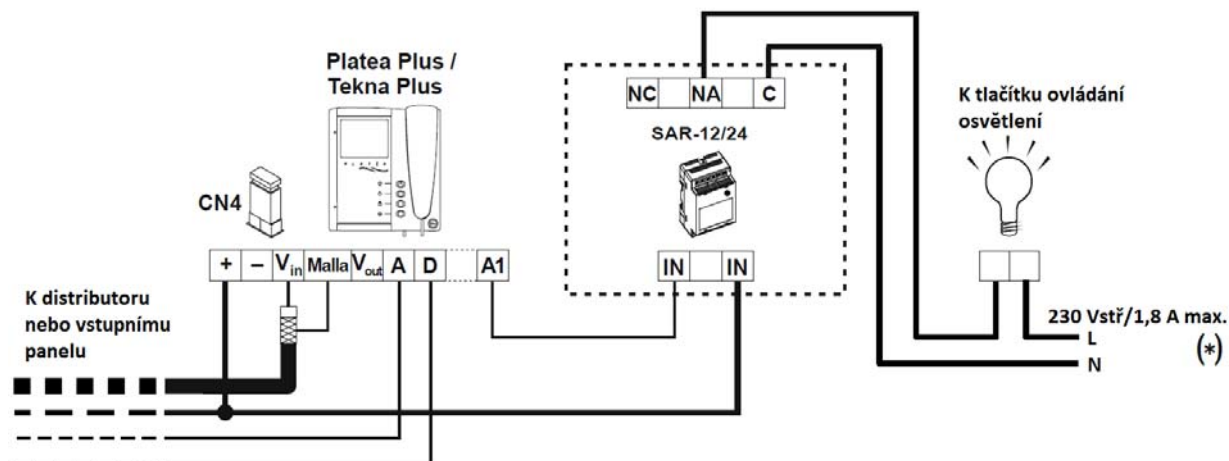 Platea Plus /
Tekna Plus
NC NA C
K tlačítku ovládání
osvětlení
SAR-12/24
CN4
+ – Vin Malla Vout A D A1
IN IN
K distributoru
nebo vstupnímu
panelu
230 Vstř/1,8 A max.
L
(*)
N